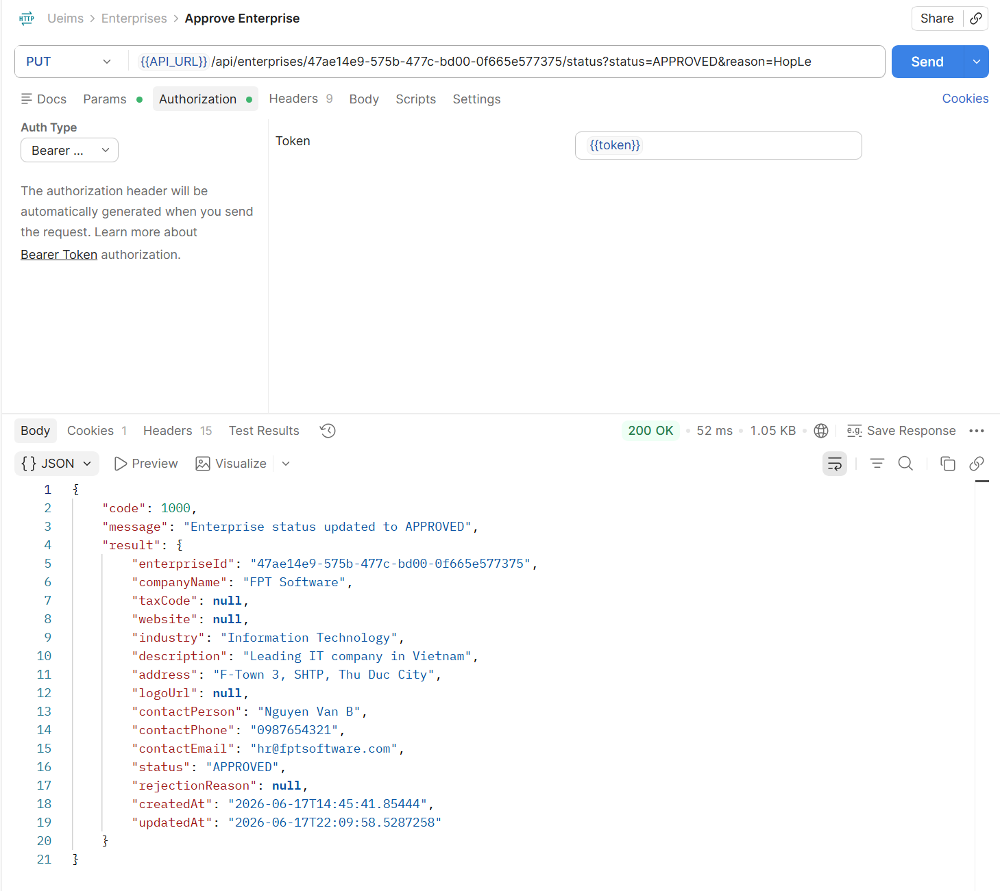 HTTP Ueims > Enterprises > Approve Enterprise Share
PUT {{API_URL}} /api/enterprises/47ae14e9-575b-477c-bd00-0f665e577375/status?status=APPROVED&reason=HopLe Send
Docs Params Authorization Headers 9 Body Scripts Settings Cookies
Auth Type
Bearer ...
Token {{token}}
The authorization header will be
automatically generated when you send
the request. Learn more about
Bearer Token authorization.
Body Cookies 1 Headers 15 Test Results 200 OK • 52 ms • 1.05 KB • e.g. Save Response
{} JSON Preview Visualize
1 {
2 "code": 1000,
3 "message": "Enterprise status updated to APPROVED",
4 "result": {
5 "enterpriseId": "47ae14e9-575b-477c-bd00-0f665e577375",
6 "companyName": "FPT Software",
7 "taxCode": null,
8 "website": null,
9 "industry": "Information Technology",
10 "description": "Leading IT company in Vietnam",
11 "address": "F-Town 3, SHTP, Thu Duc City",
12 "logoUrl": null,
13 "contactPerson": "Nguyen Van B",
14 "contactPhone": "0987654321",
15 "contactEmail": "hr@fptsoftware.com",
16 "status": "APPROVED",
17 "rejectionReason": null,
18 "createdAt": "2026-06-17T14:45:41.85444",
19 "updatedAt": "2026-06-17T22:09:58.5287258"
20 }
21 }